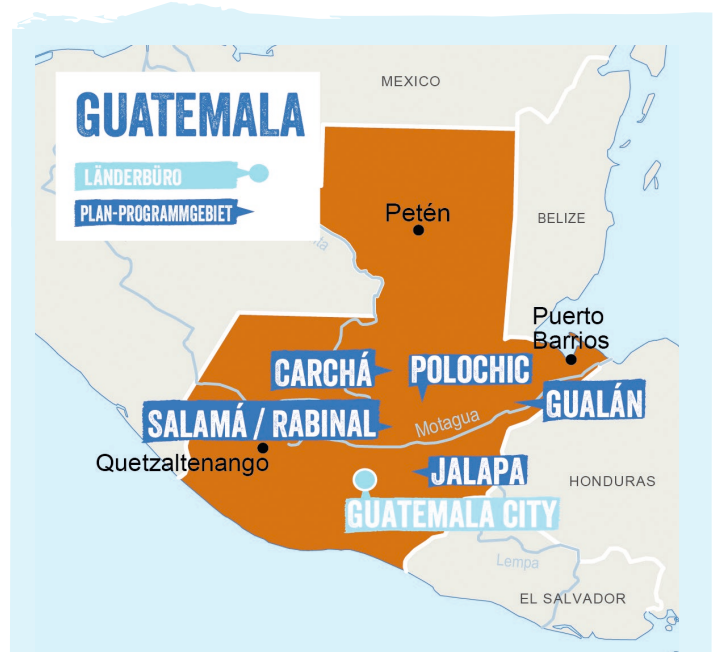 MEXICO
GUATEMALA
LÄNDERBÜRO
PLAN-PROGRAMMGEBIET
Petén
BELIZE
Puerto
Barrios
CARCHÁ
POLOCHIC
GUALÁN
SALAMÁ / RABINAL
Motagua
Quetzaltenango
JALAPA
HONDURAS
GUATEMALA CITY
Lempa
EL SALVADOR